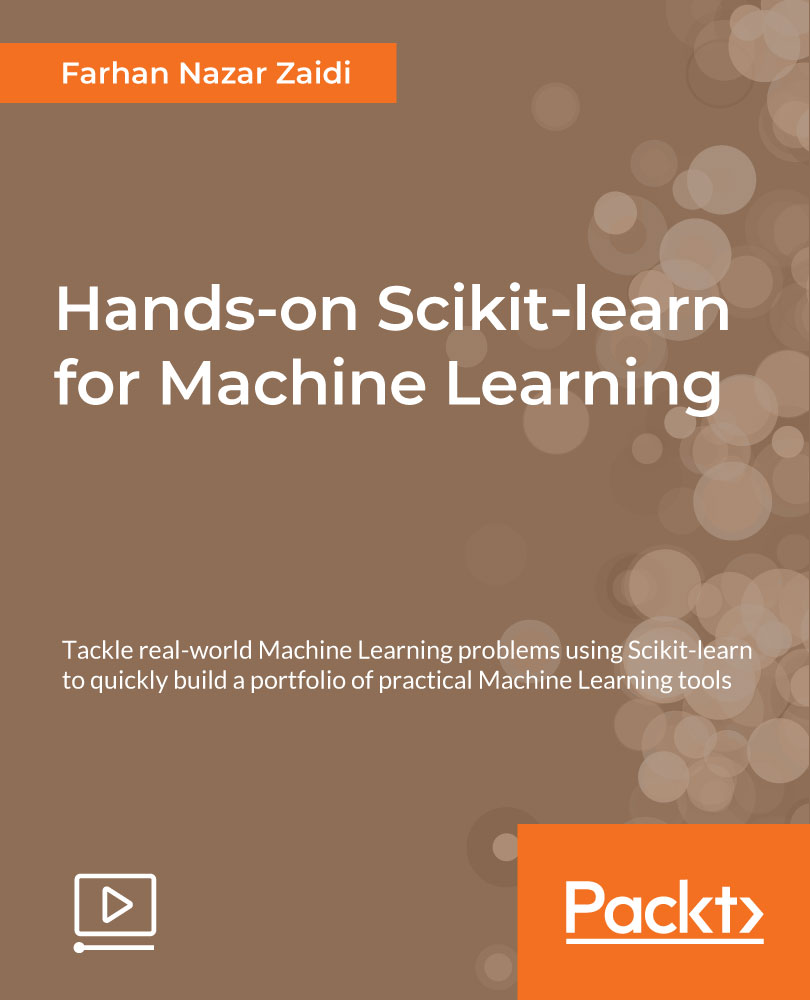 Farhan Nazar Zaidi
Hands-on Scikit-learn
for Machine Learning
Tackle real-world Machine Learning problems using Scikit-learn
to quickly build a portfolio of practical Machine Learning tools
Packt>